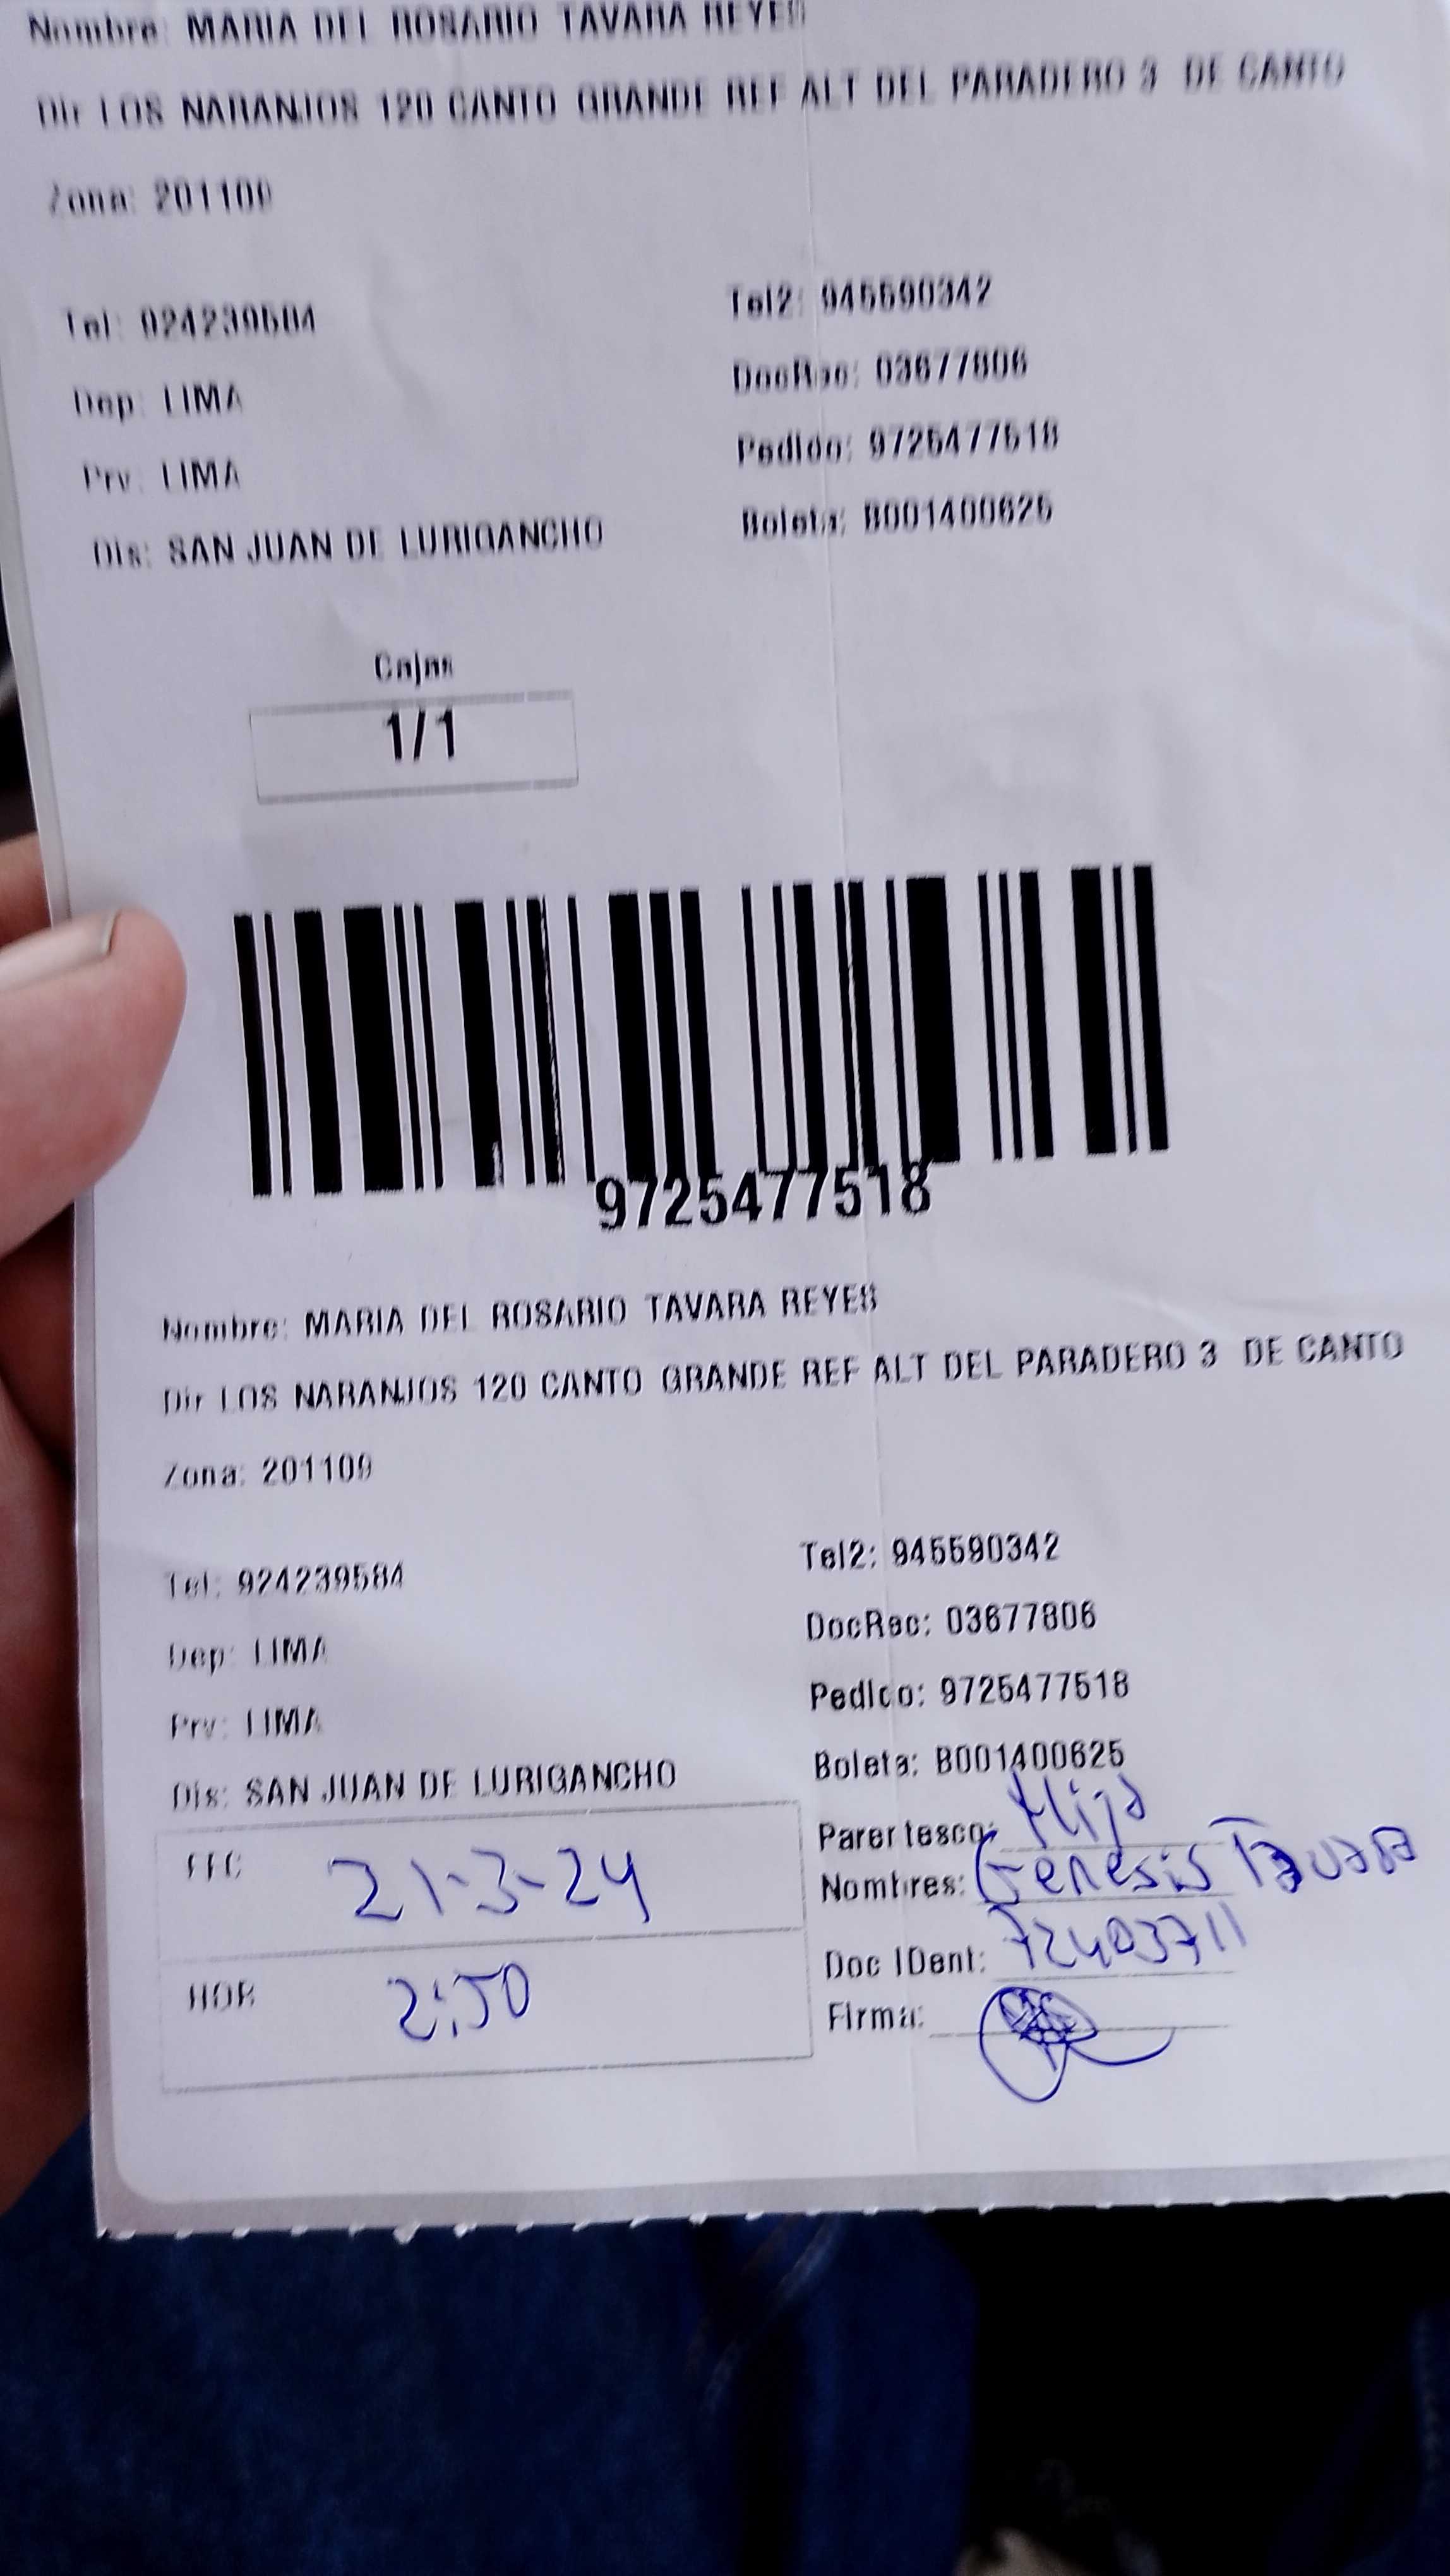 Nombre: MARIA DEL ROSARIO TAVARA REYES
Dir LOS NARANJOS 120 CANTO GRANDE REF ALT DEL PARADERO 3 DE CANTO
Zona: 201109
Tel: 924239584 Tel2: 945590342
Dep: LIMA DocRec: 03677806
Prv: LIMA Pedido: 9725477518
Dis: SAN JUAN DE LURIGANCHO Boleta: B001400625
Cajas
1/1
9725477518
Nombre: MARIA DEL ROSARIO TAVARA REYES
Dir LOS NARANJOS 120 CANTO GRANDE REF ALT DEL PARADERO 3 DE CANTO
Zona: 201109
Tel: 924239584 Tel2: 945590342
Dep: LIMA DocRec: 03677806
Prv: LIMA Pedido: 9725477518
Dis: SAN JUAN DE LURIGANCHO Boleta: B001400625
Parentesco: Hija
FEC 21-3-24 Nombres: Genesis Tavara
Doc IDent: 72403711
HOR 2:50 Firma: